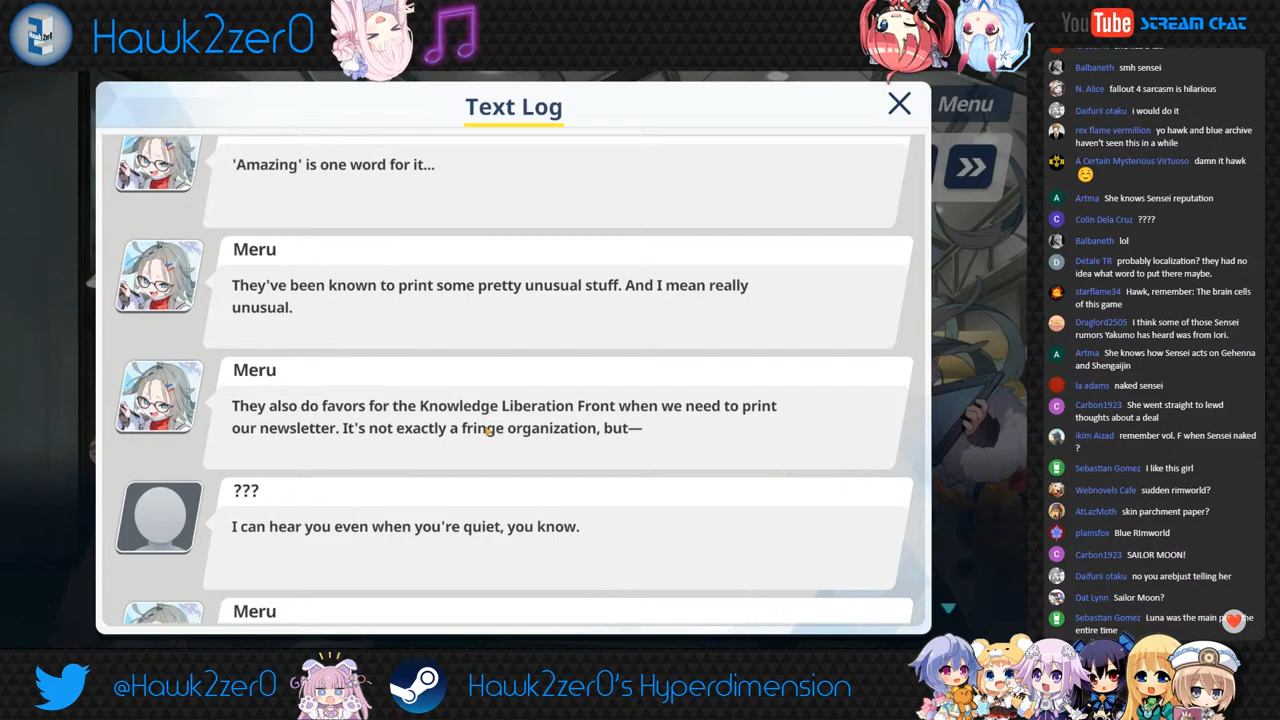 Hawk2zer0
YouTube STREAM CHAT
Text Log
Menu
'Amazing' is one word for it...
Meru
They've been known to print some pretty unusual stuff. And I mean really
unusual.
Meru
They also do favors for the Knowledge Liberation Front when we need to print
our newsletter. It's not exactly a fringe organization, but—
???
I can hear you even when you're quiet, you know.
Meru
Balbaneth smh sensei
N. Alice fallout 4 sarcasm is hilarious
Daifurii otaku i would do it
rex flame vermillion yo hawk and blue archive
haven't seen this in a while
A Certain Mysterious Virtuoso damn it hawk
Artma She knows Sensei reputation
Colin Dela Cruz ????
Balbaneth lol
Detale TR probably localization? they had no
idea what word to put there maybe.
starflame34 Hawk, remember: The brain cells
of this game
Draglord2505 I think some of those Sensei
rumors Yakumo has heard was from Iori.
Artma She knows how Sensei acts on Gehenna
and Shengaijin
la adams naked sensei
Carbon1923 She went straight to lewd
thoughts about a deal
Ikim Aizad remember vol. F when Sensei naked
?
Sebastian Gomez I like this girl
Webnovels Cafe sudden rimworld?
AtLazMoth skin parchment paper?
plainsfox Blue RImworld
Carbon1923 SAILOR MOON!
Daifurii otaku no you arebjust telling her
Dat Lynn Sailor Moon?
Sebastian Gomez Luna was the main
entire time
@Hawk2zer0
Hawk2zer0's Hyperdimension